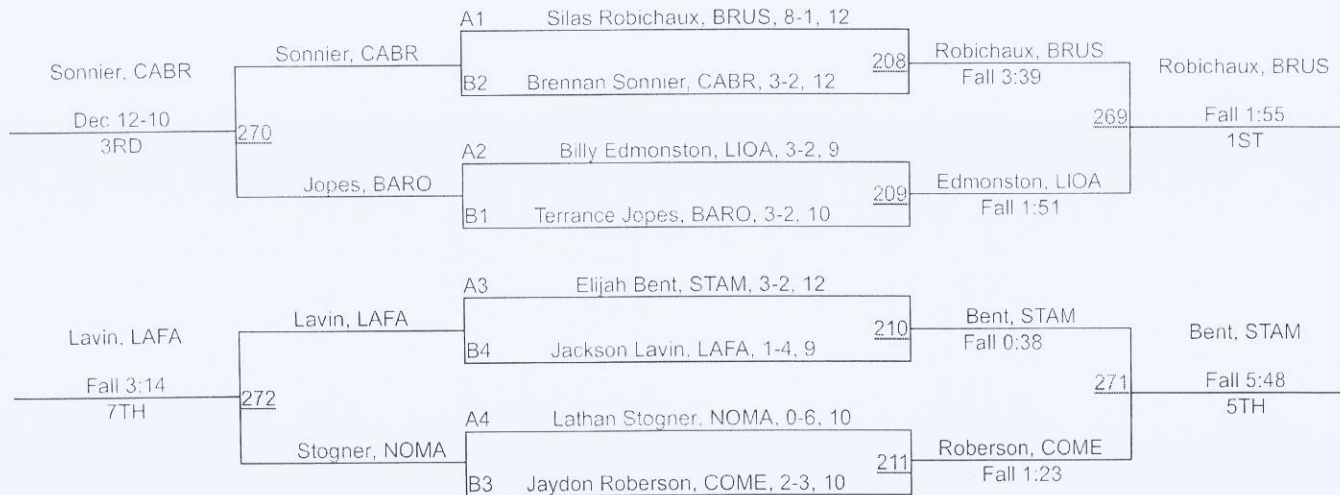 A1 Silas Robichaux, BRUS, 8-1, 12
Sonnier, CABR
Robichaux, BRUS
Sonnier, CABR
208
Robichaux, BRUS
B2 Brennan Sonnier, CABR, 3-2, 12
Fall 3:39
Dec 12-10
270
269
Fall 1:55
3RD
1ST
A2 Billy Edmonston, LIOA, 3-2, 9
Jopes, BARO
209
Edmonston, LIOA
B1 Terrance Jopes, BARO, 3-2, 10
Fall 1:51
A3 Elijah Bent, STAM, 3-2, 12
Lavin, LAFA
Bent, STAM
Lavin, LAFA
210
Bent, STAM
B4 Jackson Lavin, LAFA, 1-4, 9
Fall 0:38
Fall 3:14
272
271
Fall 5:48
7TH
5TH
A4 Lathan Stogner, NOMA, 0-6, 10
Stogner, NOMA
211
Roberson, COME
B3 Jaydon Roberson, COME, 2-3, 10
Fall 1:23